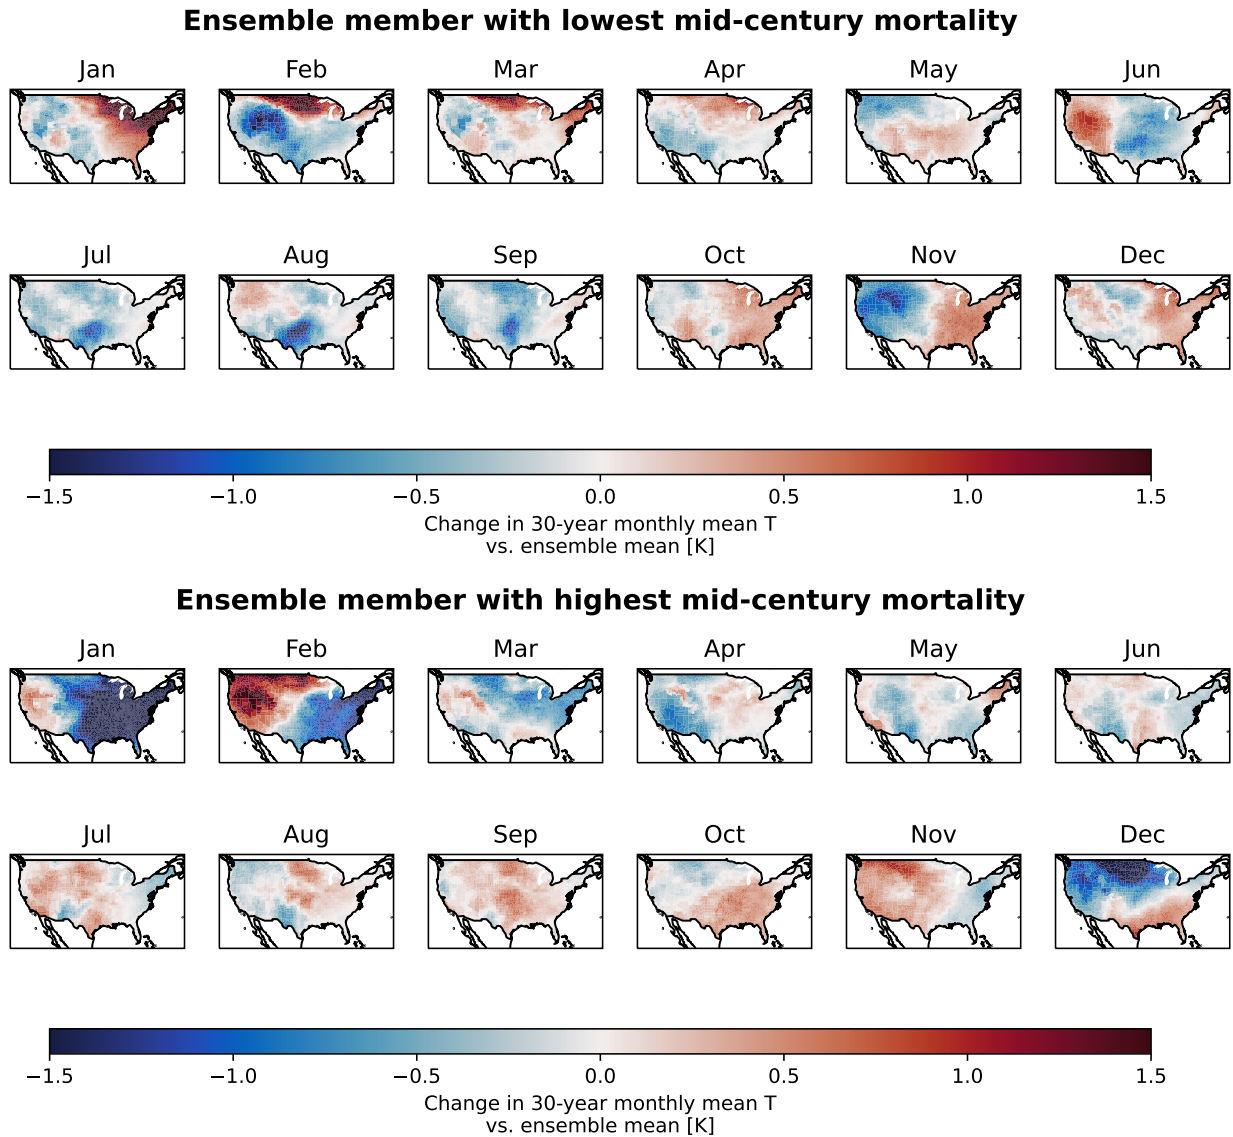 Ensemble member with lowest mid-century mortality
Jan Feb Mar Apr May Jun
Jul Aug Sep Oct Nov Dec
−1.5 −1.0 −0.5 0.0 0.5 1.0 1.5
Change in 30-year monthly mean T
vs. ensemble mean [K]
Ensemble member with highest mid-century mortality
Jan Feb Mar Apr May Jun
Jul Aug Sep Oct Nov Dec
−1.5 −1.0 −0.5 0.0 0.5 1.0 1.5
Change in 30-year monthly mean T
vs. ensemble mean [K]